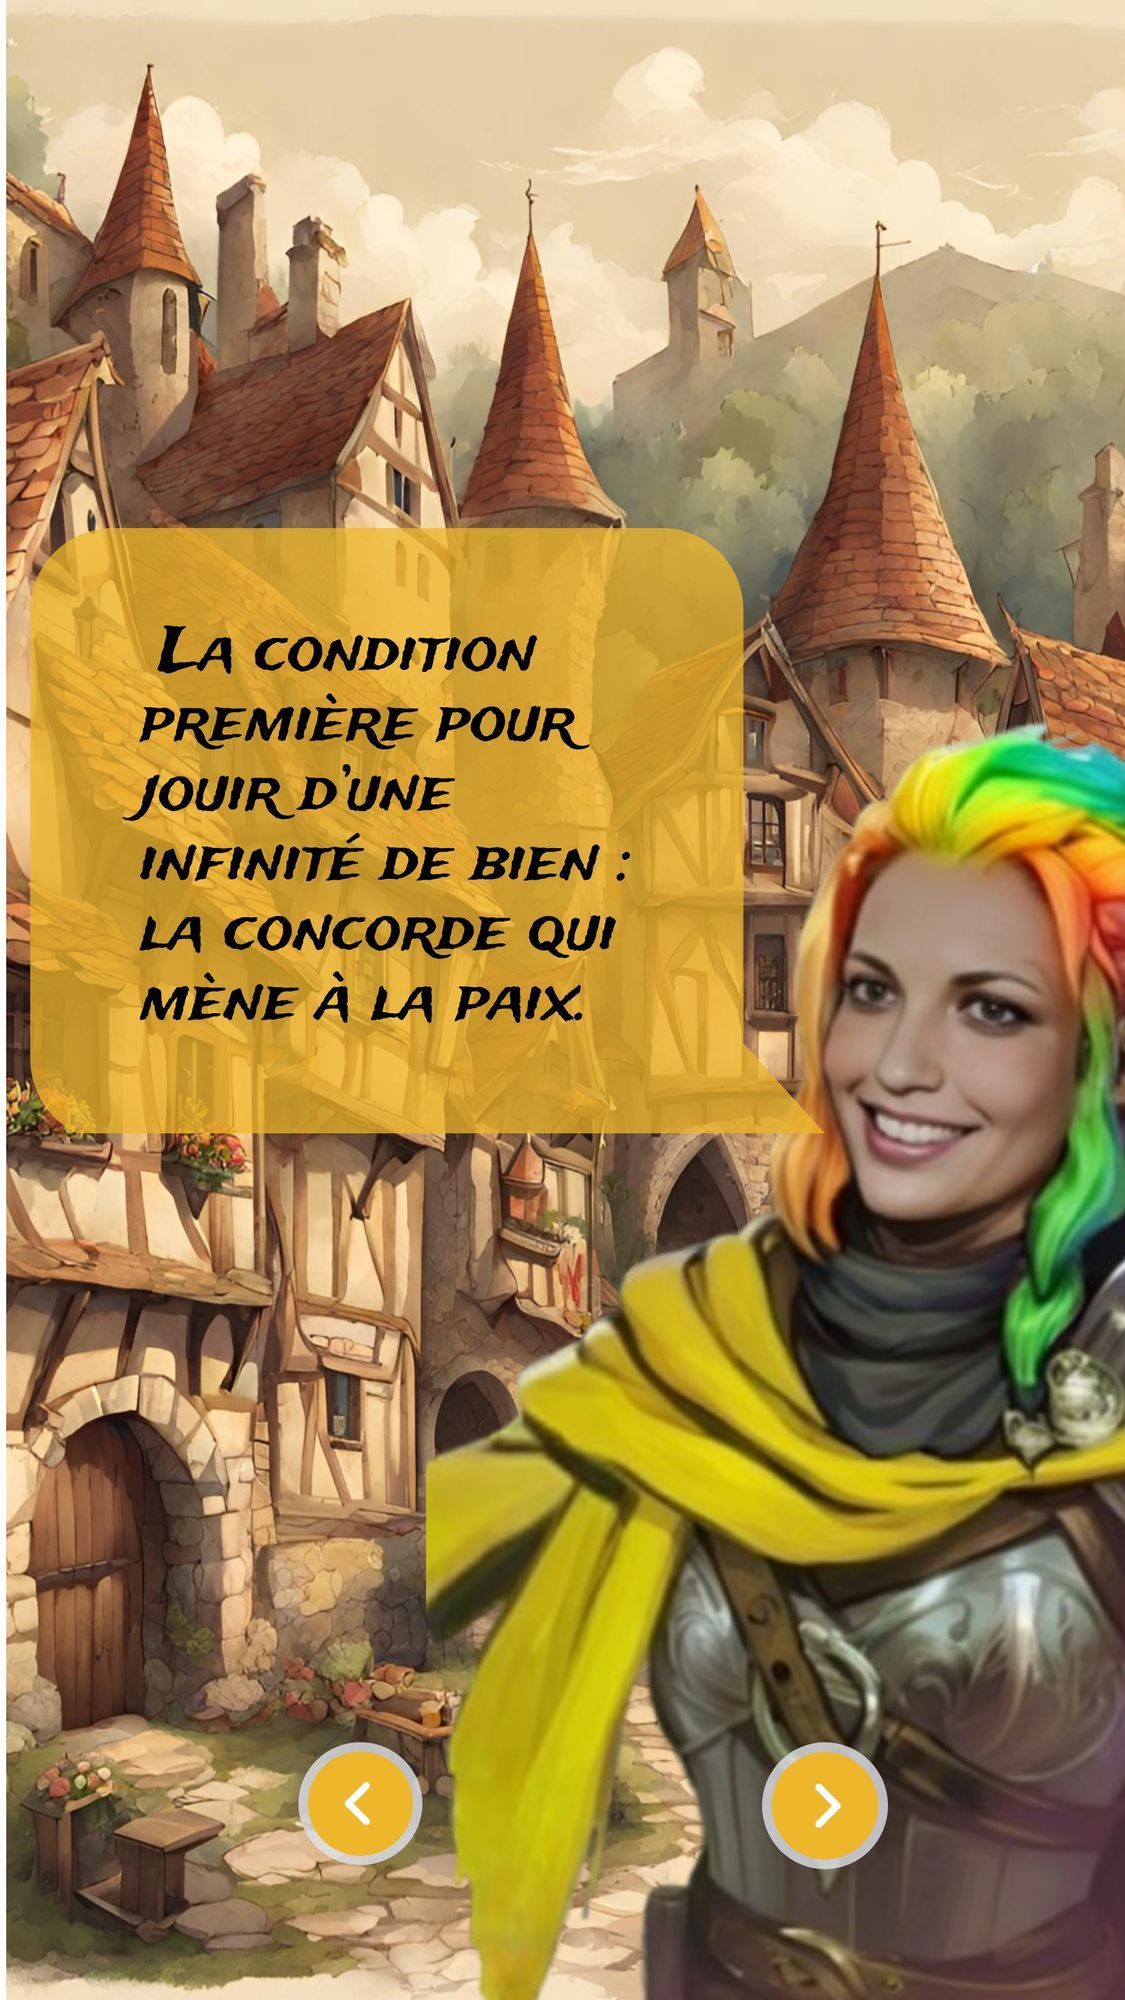 La condition
première pour
jouir d'une
infinité de bien :
la concorde qui
mène à la paix.